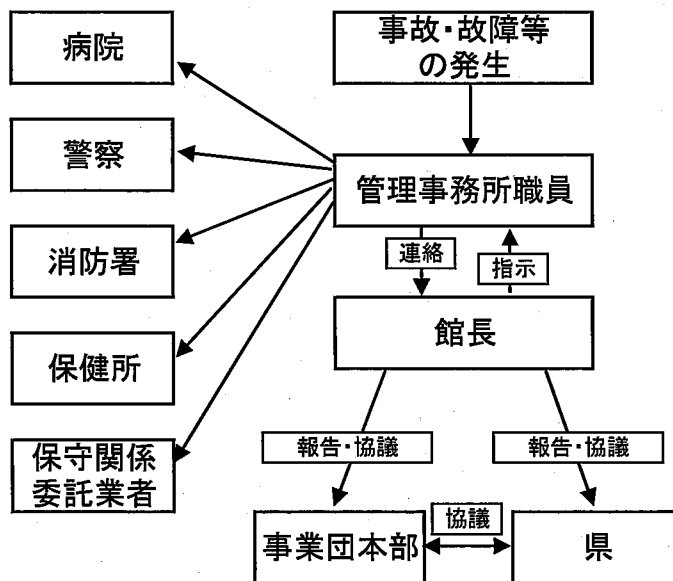 事故・故障等
の発生
管理事務所職員
病院
警察
消防署
保健所
保守関係
委託業者
連絡
指示
館長
報告・協議
報告・協議
事業団本部
協議
県